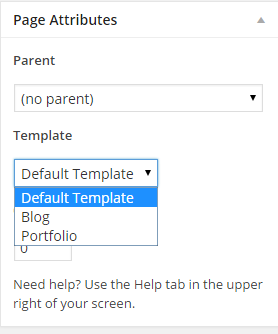 Page Attributes
Parent
(no parent)
Template
Default Template
Default Template
Blog
Portfolio
0
Need help? Use the Help tab in the upper
right of your screen.